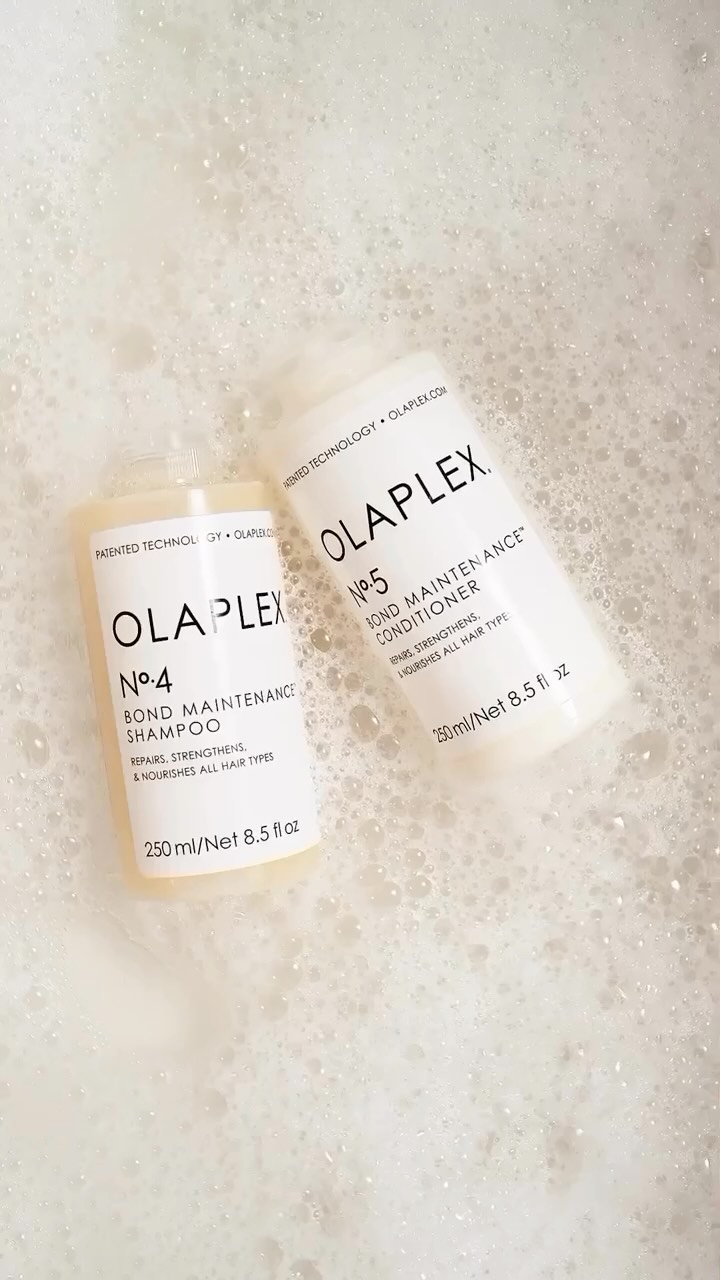 PATENTED TECHNOLOGY • OLAPLEX.CO
OLAPLEX
Nº.4
BOND MAINTENANCE™
SHAMPOO
REPAIRS, STRENGTHENS,
& NOURISHES ALL HAIR TYPES
250 ml/Net 8.5 fl oz
PATENTED TECHNOLOGY • OLAPLEX.COM
OLAPLEX.
Nº.5
BOND MAINTENANCE™
CONDITIONER
REPAIRS, STRENGTHENS,
& NOURISHES ALL HAIR TYPES
250 ml/Net 8.5 fl oz